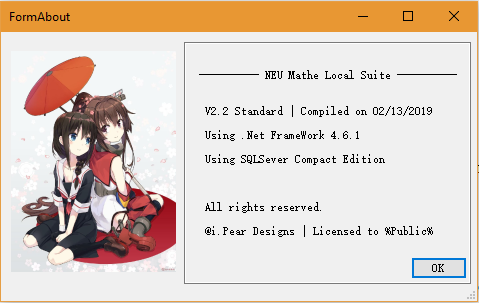 FormAbout
NEU Mathe Local Suite
V2.2 Standard | Compiled on 02/13/2019
Using .Net FrameWork 4.6.1
Using SQLSever Compact Edition
All rights reserved.
@i.Pear Designs | Licensed to %Public%
OK